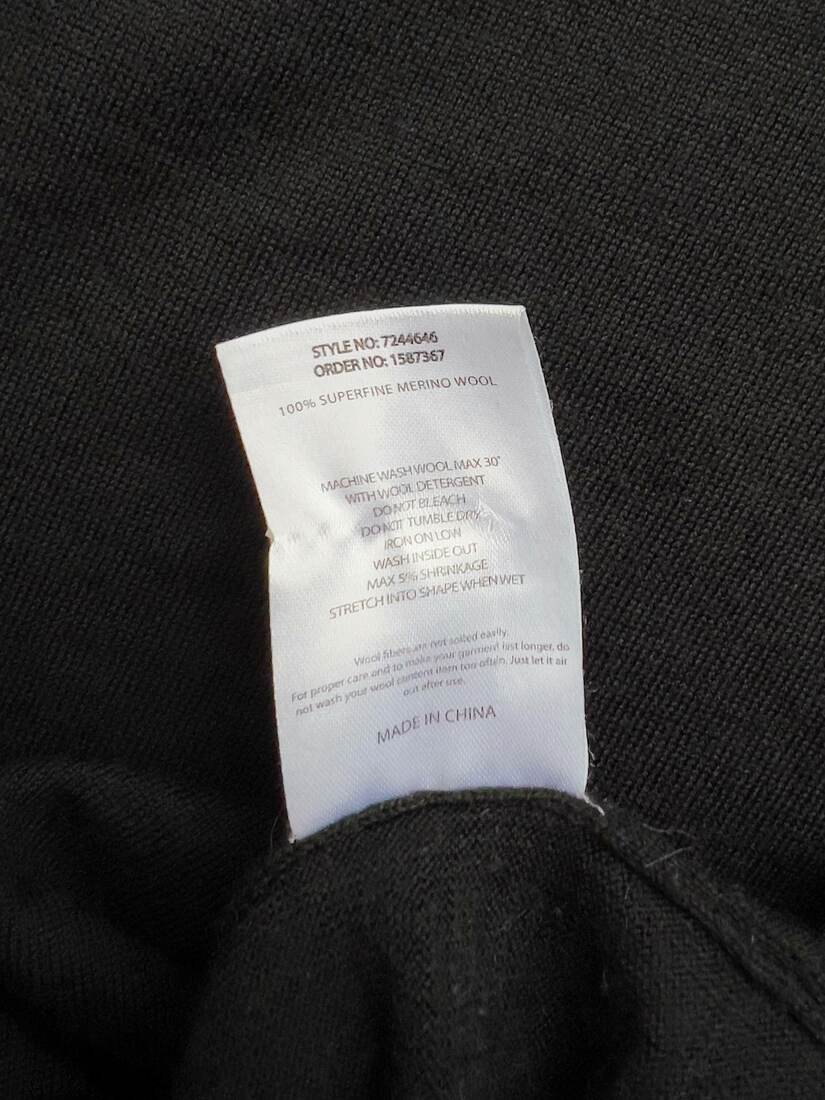 STYLE NO: 7244646
ORDER NO: 1587367
100% SUPERFINE MERINO WOOL
MACHINE WASH WOOL MAX 30°
WITH WOOL DETERGENT
DO NOT BLEACH
DO NOT TUMBLE DRY
IRON ON LOW
WASH INSIDE OUT
MAX 5% SHRINKAGE
STRETCH INTO SHAPE WHEN WET
Wool fibers are not soiled easily.
For proper care and to make your garment last longer, do
not wash your wool content item too often. Just let it air
out after use.
MADE IN CHINA